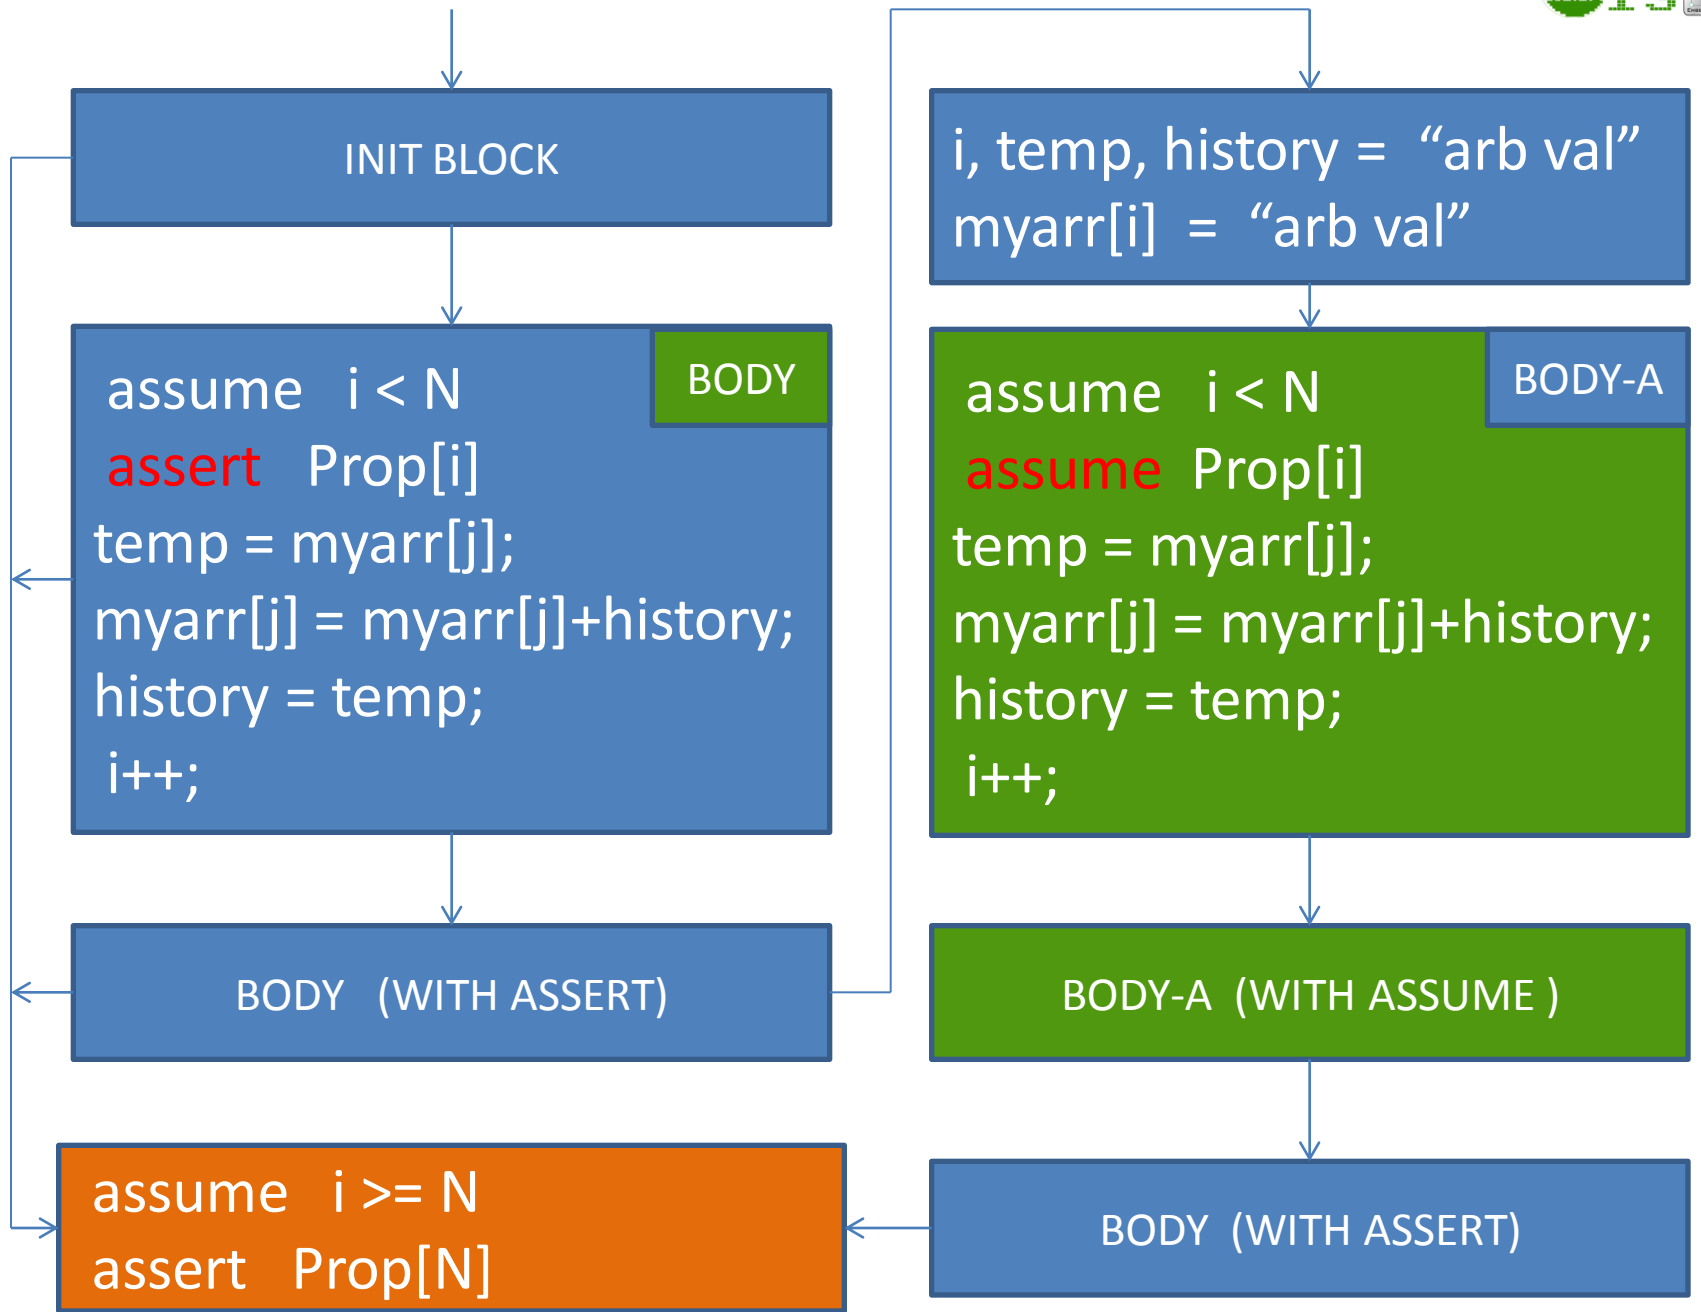 INIT BLOCK
BODY
assume i < N
assert Prop[i]
temp = myarr[j];
myarr[j] = myarr[j]+history;
history = temp;
i++;
BODY (WITH ASSERT)
assume i >= N
assert Prop[N]
i, temp, history = “arb val”
myarr[i] = “arb val”
BODY-A
assume i < N
assume Prop[i]
temp = myarr[j];
myarr[j] = myarr[j]+history;
history = temp;
i++;
BODY-A (WITH ASSUME )
BODY (WITH ASSERT)